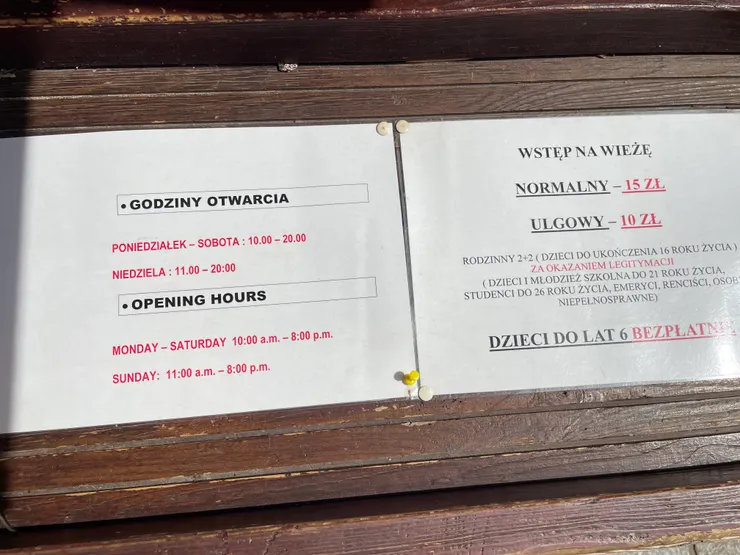 • GODZINY OTWARCIA
PONIEDZIAŁEK – SOBOTA : 10.00 – 20.00
NIEDZIELA : 11.00 – 20:00
• OPENING HOURS
MONDAY – SATURDAY 10:00 a.m. – 8:00 p.m.
SUNDAY: 11:00 a.m. – 8:00 p.m.
WSTĘP NA WIEŻĘ
NORMALNY – 15 ZŁ
ULGOWY – 10 ZŁ
RODZINNY 2+2 ( DZIECI DO UKOŃCZENIA 16 ROKU ŻYCIA )
ZA OKAZANIEM LEGITYMACJI
( DZIECI I MŁODZIEŻ SZKOLNA DO 21 ROKU ŻYCIA,
STUDENCI DO 26 ROKU ŻYCIA, EMERYCI, RENCIŚCI, OSOBY
NIEPEŁNOSPRAWNE)
DZIECI DO LAT 6 BEZPŁATNIE